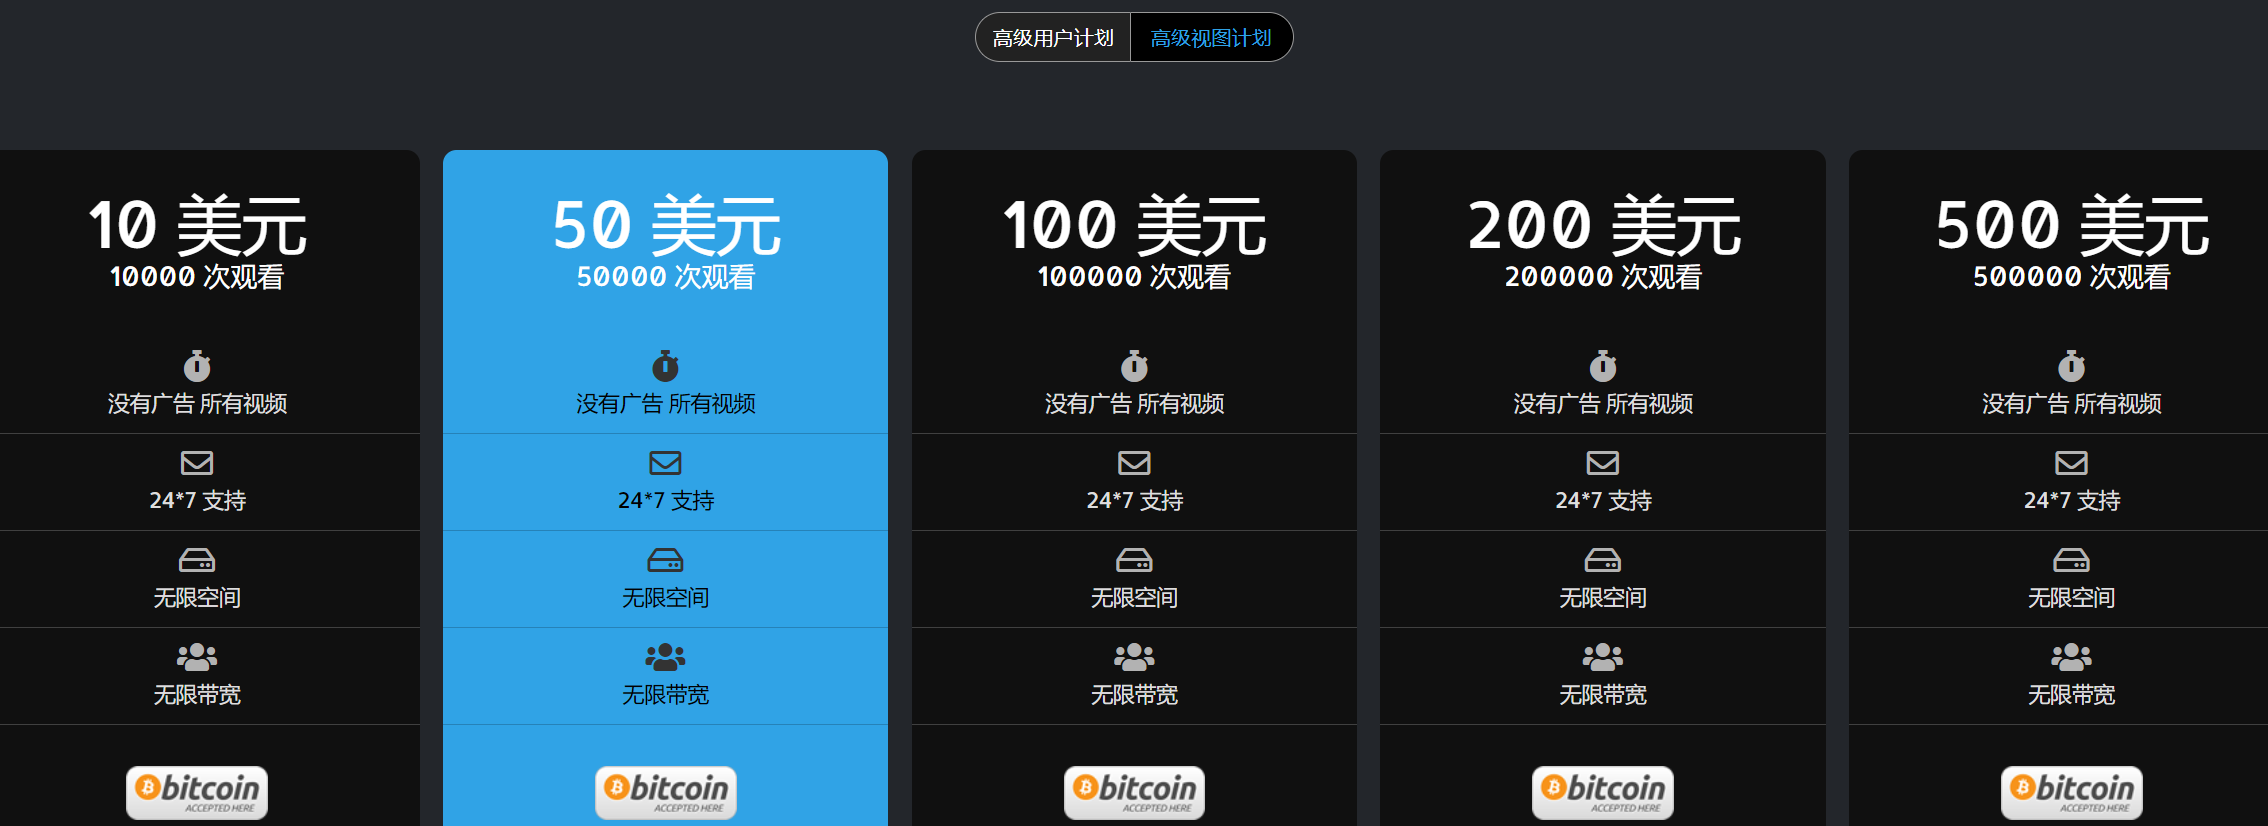 高级用户计划
高级视图计划
10 美元
10000 次观看
没有广告 所有视频
24*7 支持
无限空间
无限带宽
bitcoin
ACCEPTED HERE
50 美元
50000 次观看
没有广告 所有视频
24*7 支持
无限空间
无限带宽
bitcoin
ACCEPTED HERE
100 美元
100000 次观看
没有广告 所有视频
24*7 支持
无限空间
无限带宽
bitcoin
ACCEPTED HERE
200 美元
200000 次观看
没有广告 所有视频
24*7 支持
无限空间
无限带宽
bitcoin
ACCEPTED HERE
500 美元
500000 次观看
没有广告 所有视频
24*7 支持
无限空间
无限带宽
bitcoin
ACCEPTED HERE